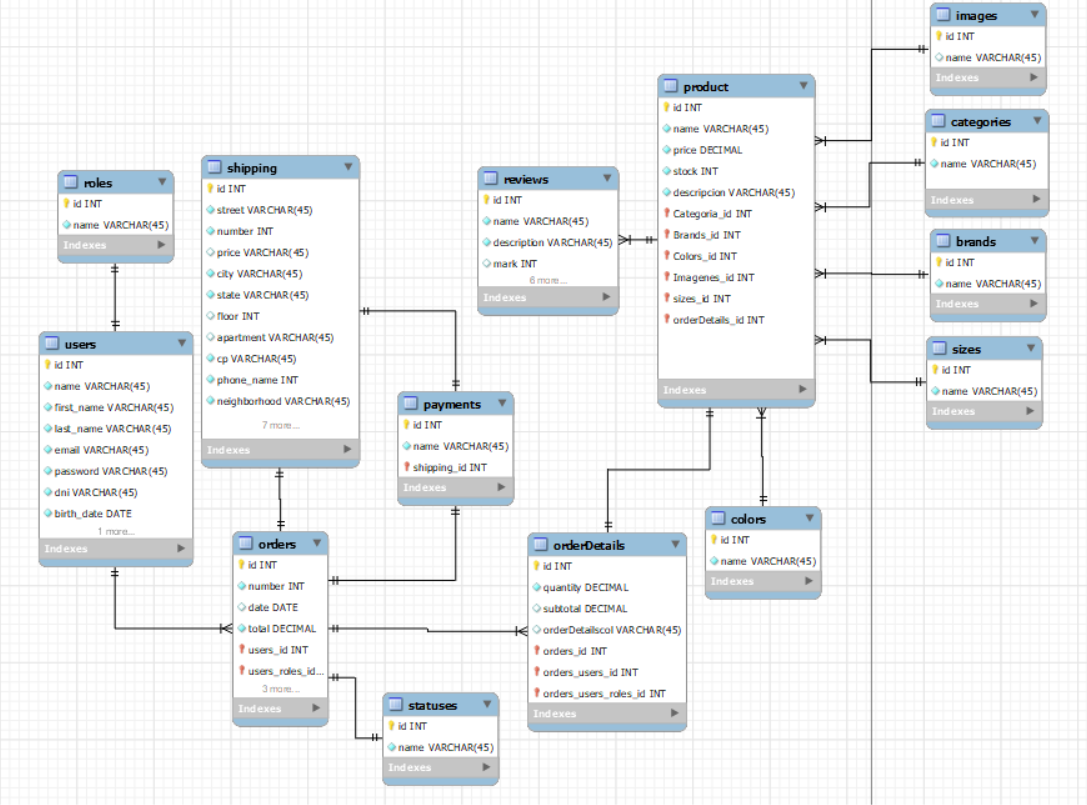 images
id INT
name VARCHAR(45)
Indexes
product
id INT
name VARCHAR(45)
price DECIMAL
stock INT
descripcion VARCHAR(45)
Categoria_id INT
Brands_id INT
Colors_id INT
Imagenes_id INT
sizes_id INT
orderDetails_id INT
Indexes
categories
id INT
name VARCHAR(45)
Indexes
roles
id INT
name VARCHAR(45)
Indexes
shipping
id INT
street VARCHAR(45)
number INT
price VARCHAR(45)
city VARCHAR(45)
state VARCHAR(45)
floor INT
apartment VARCHAR(45)
cp VARCHAR(45)
phone_name INT
neighborhood VARCHAR(45)
7 more...
Indexes
reviews
id INT
name VARCHAR(45)
description VARCHAR(45)
mark INT
6 more...
Indexes
brands
id INT
name VARCHAR(45)
Indexes
users
id INT
name VARCHAR(45)
first_name VARCHAR(45)
last_name VARCHAR(45)
email VARCHAR(45)
password VARCHAR(45)
dni VARCHAR(45)
birth_date DATE
1 more...
Indexes
sizes
id INT
name VARCHAR(45)
Indexes
payments
id INT
name VARCHAR(45)
shipping_id INT
Indexes
orders
id INT
number INT
date DATE
total DECIMAL
users_id INT
users_roles_id...
3 more...
Indexes
orderDetails
id INT
quantity DECIMAL
subtotal DECIMAL
orderDetailscol VARCHAR(45)
orders_id INT
orders_users_id INT
orders_users_roles_id INT
Indexes
colors
id INT
name VARCHAR(45)
Indexes
statuses
id INT
name VARCHAR(45)
Indexes